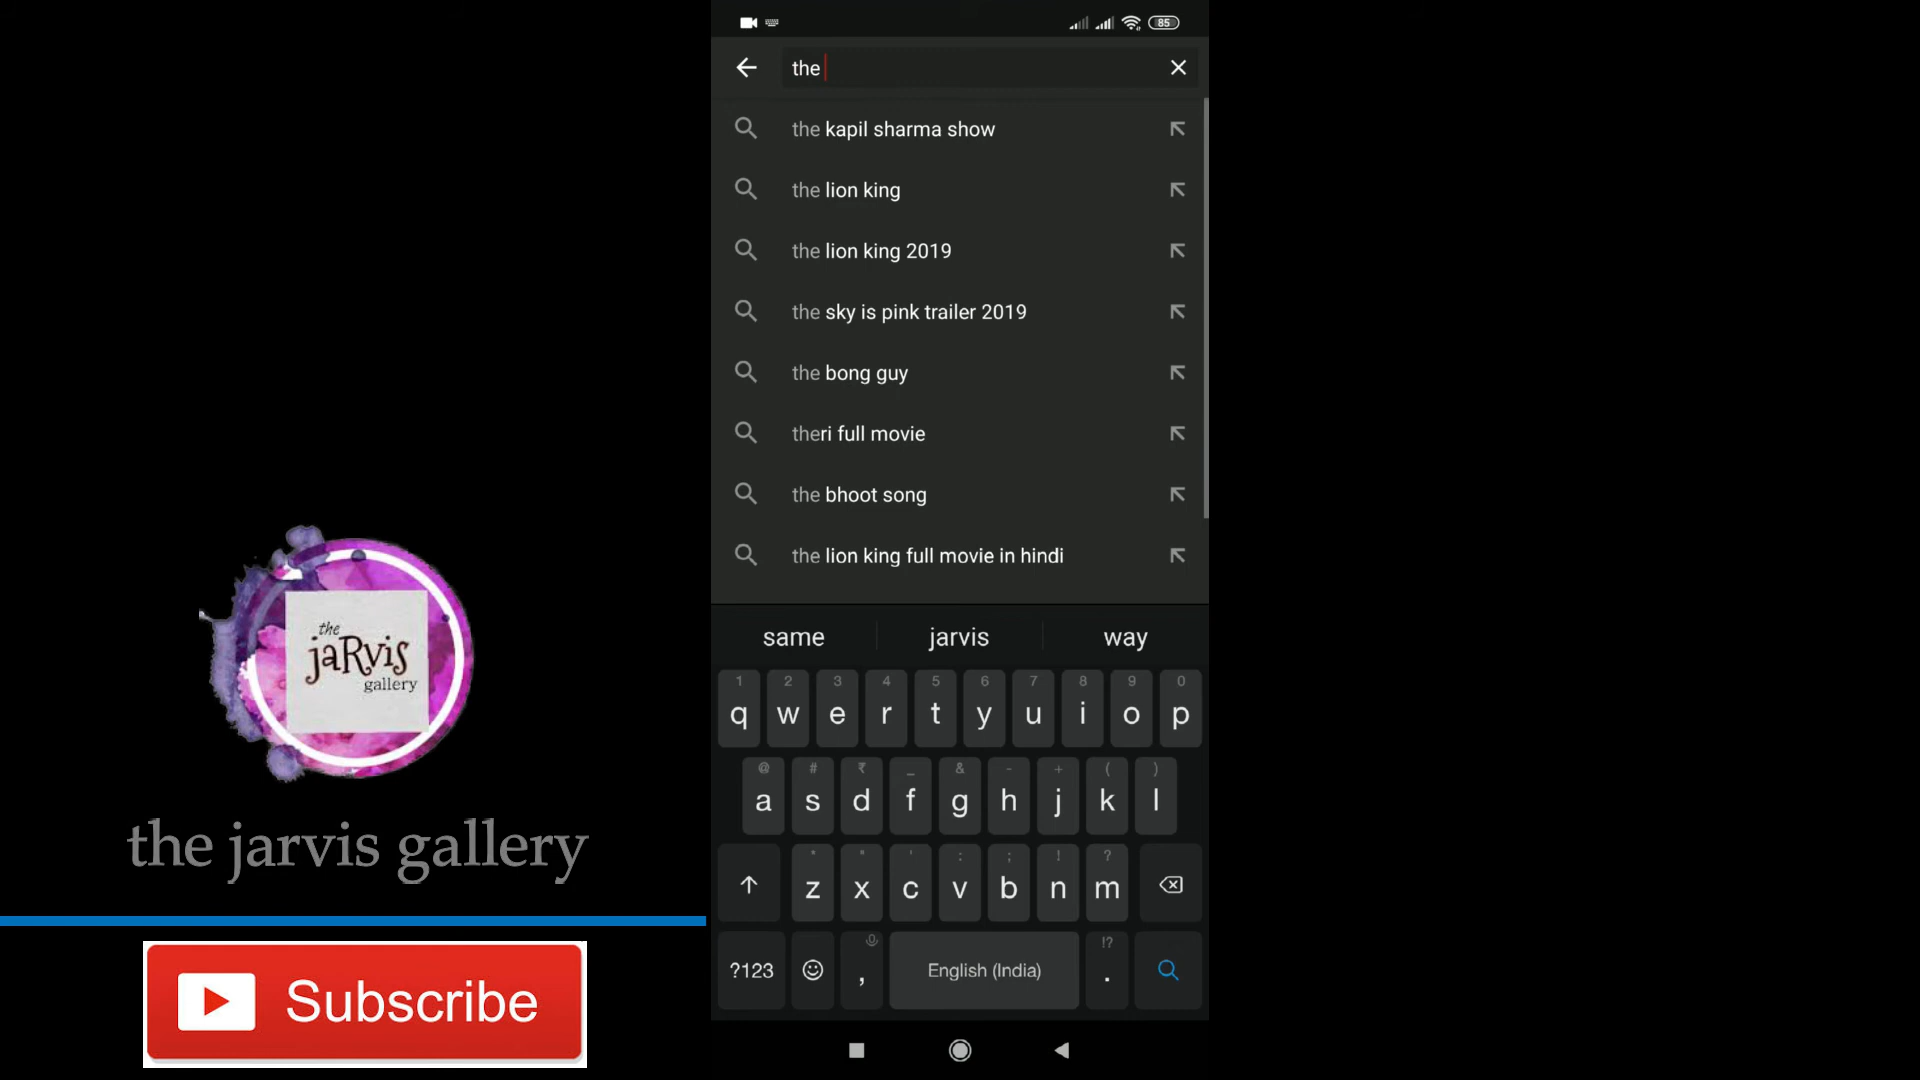 85
the
the kapil sharma show
the lion king
the lion king 2019
the sky is pink trailer 2019
the bong guy
theri full movie
the bhoot song
the lion king full movie in hindi
same jarvis way
1 2 3 4 5 6 7 8 9 0
q w e r t y u i o p
@ # ₹ _ & - + ( )
a s d f g h j k l
* " ' : ; ! ?
z x c v b n m
!?
?123 , English (India) .
the
jaRvis
gallery
the jarvis gallery
Subscribe